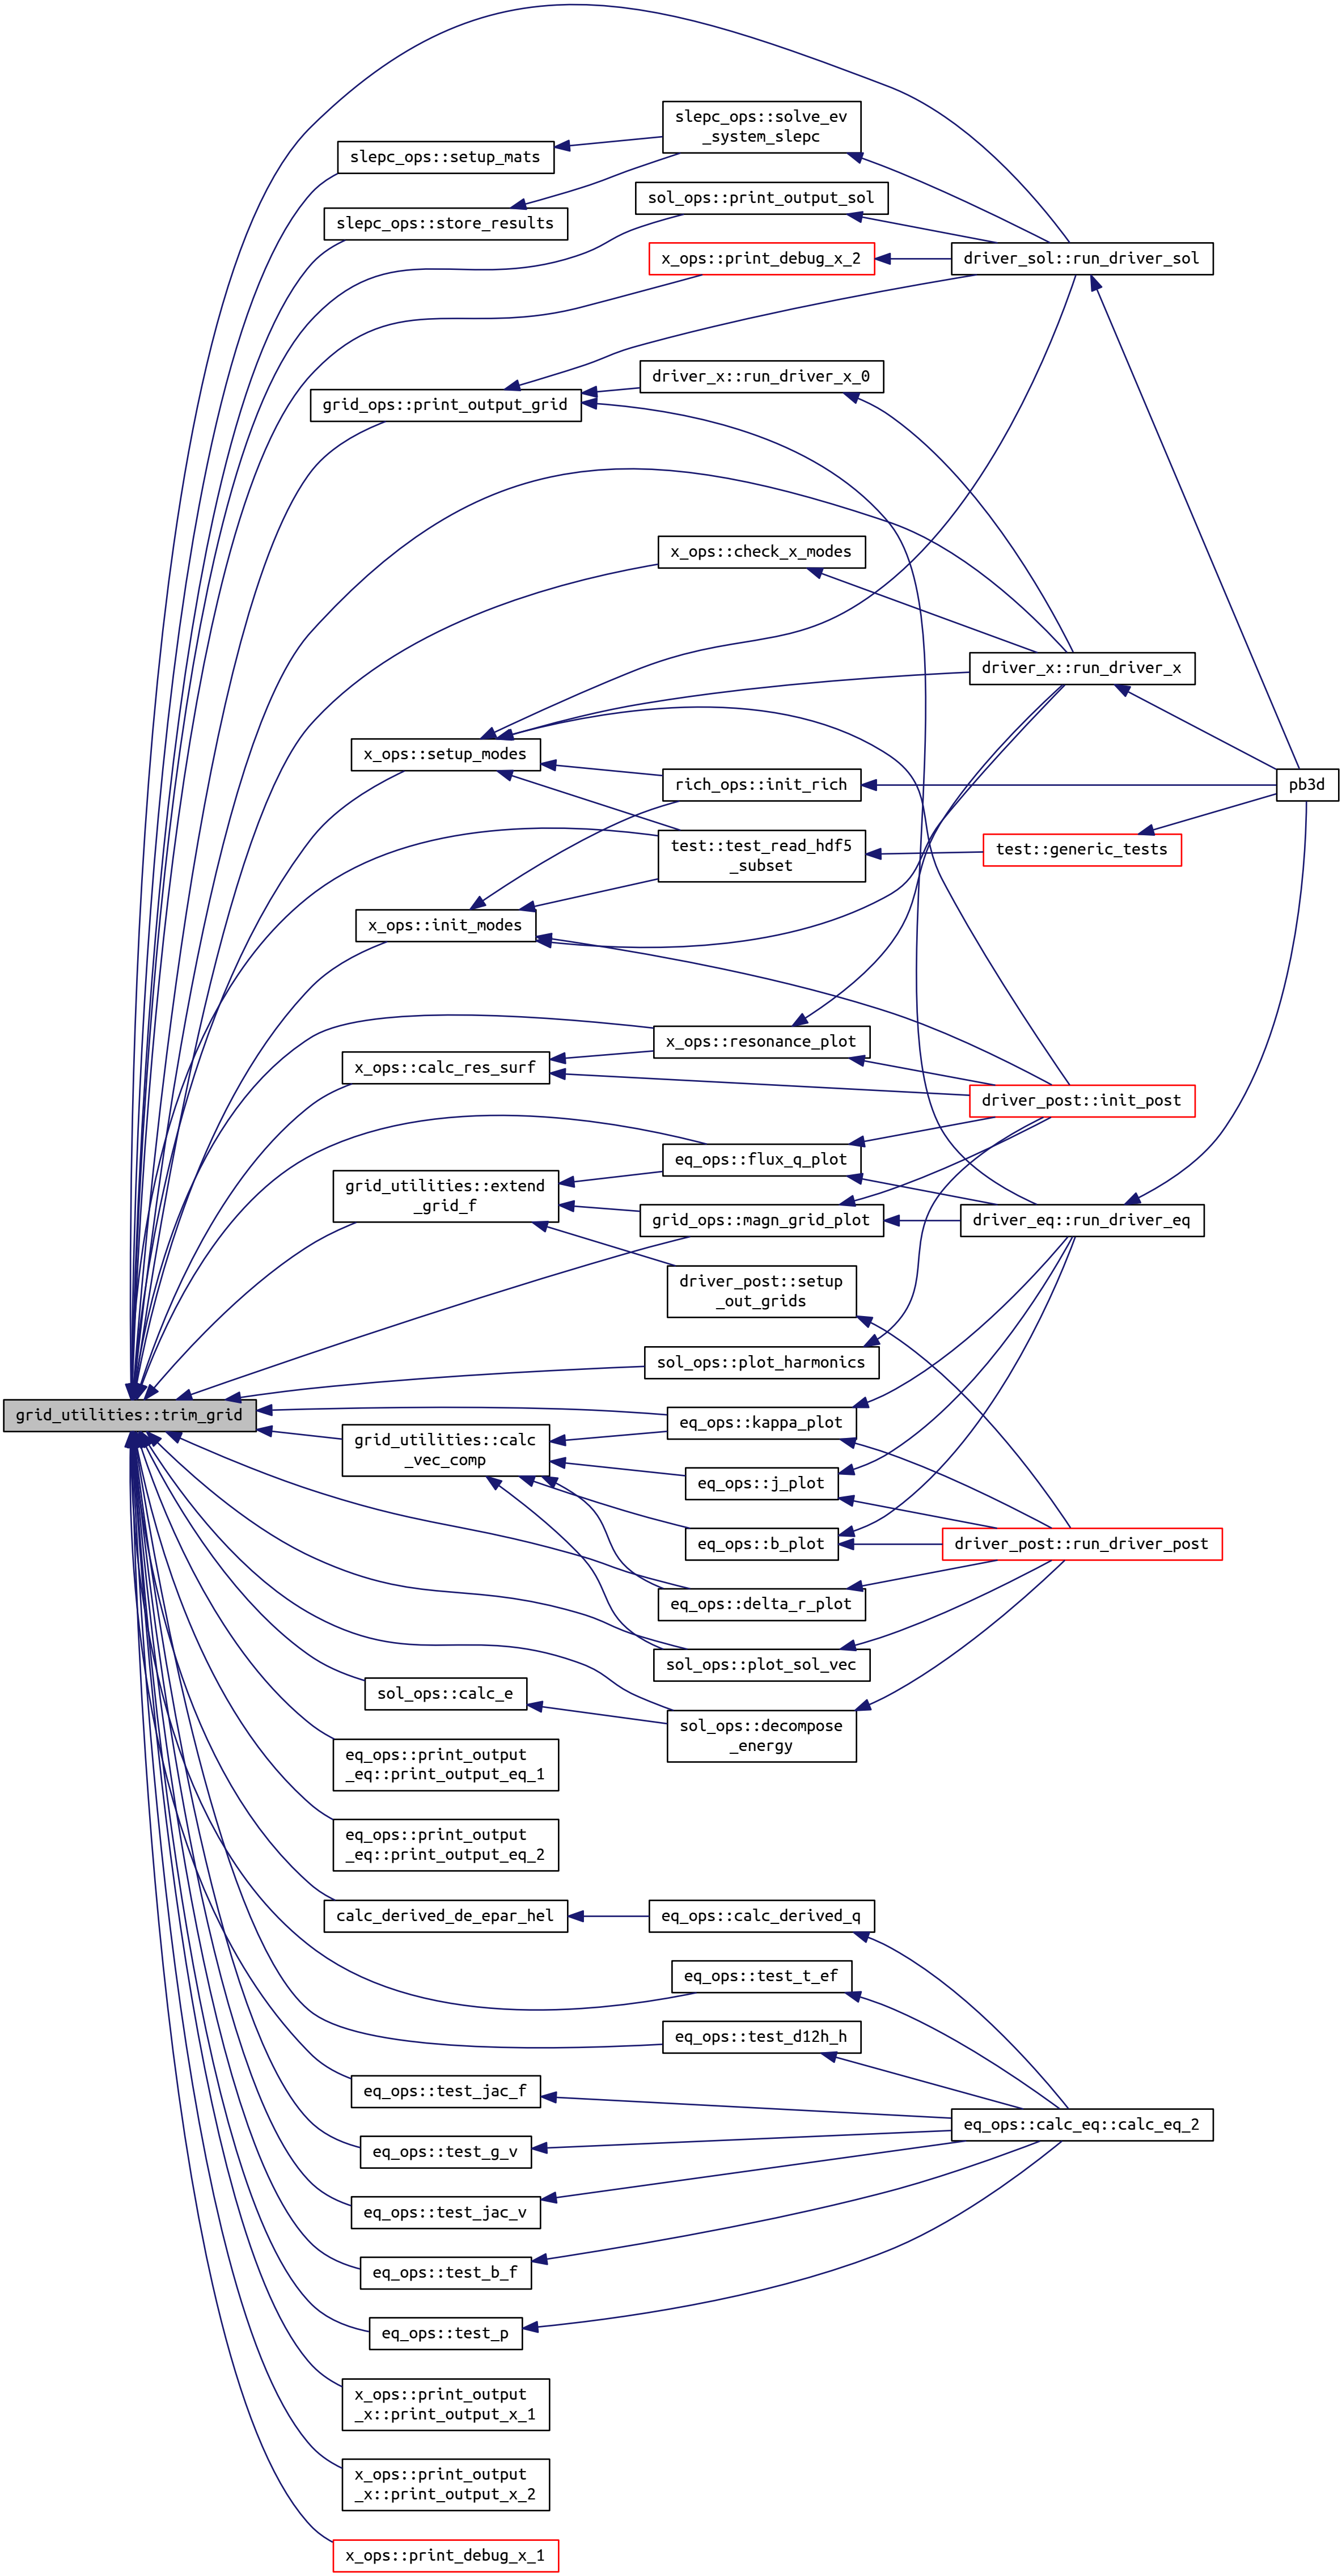 slepc_ops::solve_ev
_system_slepc
slepc_ops::setup_mats
sol_ops::print_output_sol
slepc_ops::store_results
x_ops::print_debug_x_2
driver_sol::run_driver_sol
driver_x::run_driver_x_0
grid_ops::print_output_grid
x_ops::check_x_modes
driver_x::run_driver_x
x_ops::setup_modes
rich_ops::init_rich
pb3d
test::test_read_hdf5
_subset
test::generic_tests
x_ops::init_modes
x_ops::resonance_plot
x_ops::calc_res_surf
driver_post::init_post
eq_ops::flux_q_plot
grid_utilities::extend
_grid_f
grid_ops::magn_grid_plot
driver_eq::run_driver_eq
driver_post::setup
_out_grids
sol_ops::plot_harmonics
grid_utilities::trim_grid
eq_ops::kappa_plot
grid_utilities::calc
_vec_comp
eq_ops::j_plot
eq_ops::b_plot
driver_post::run_driver_post
eq_ops::delta_r_plot
sol_ops::plot_sol_vec
sol_ops::calc_e
sol_ops::decompose
_energy
eq_ops::print_output
_eq::print_output_eq_1
eq_ops::print_output
_eq::print_output_eq_2
calc_derived_de_epar_hel
eq_ops::calc_derived_q
eq_ops::test_t_ef
eq_ops::test_d12h_h
eq_ops::test_jac_f
eq_ops::calc_eq::calc_eq_2
eq_ops::test_g_v
eq_ops::test_jac_v
eq_ops::test_b_f
eq_ops::test_p
x_ops::print_output
_x::print_output_x_1
x_ops::print_output
_x::print_output_x_2
x_ops::print_debug_x_1